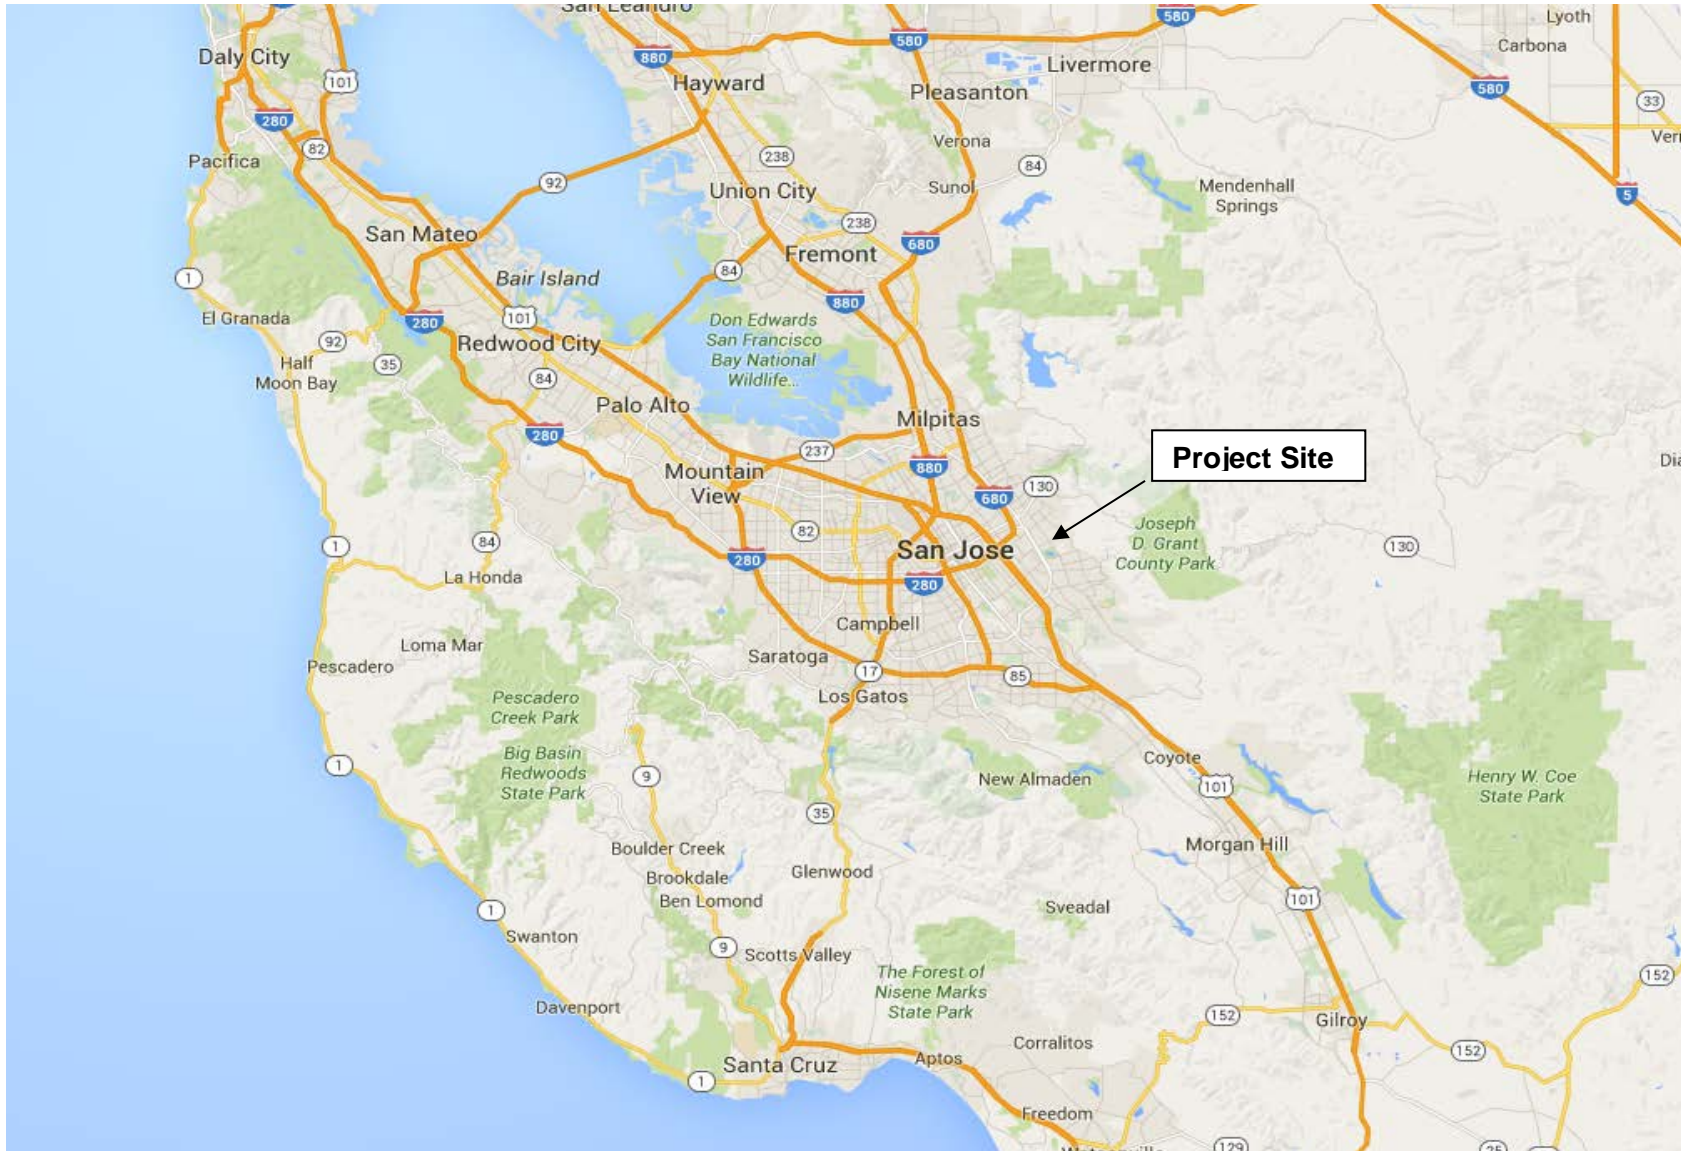 San Leandro
580
Lyoth
Daly City
880
580
Carbona
101
Hayward
Livermore
Pleasanton
580
33
280
82
Verona
Pacifica
238
84
92
Union City
Sunol
Mendenhall
Springs
5
San Mateo
238
680
Fremont
1
Bair Island
84
880
El Granada
280
101
Don Edwards
San Francisco
Bay National
Wildlife...
92
Redwood City
Half
Moon Bay
35
84
Palo Alto
Milpitas
280
237
Project Site
Mountain
View
880
680
130
82
Joseph
D. Grant
County Park
1
84
San Jose
130
280
280
La Honda
Campbell
Loma Mar
Saratoga
Pescadero
17
85
Los Gatos
Pescadero
Creek Park
Big Basin
Redwoods
State Park
1
9
New Almaden
Coyote
101
Henry W. Coe
State Park
35
Boulder Creek
Morgan Hill
Brookdale
Glenwood
Ben Lomond
101
Sveadal
1
Swanton
9
Scotts Valley
The Forest of
Nisene Marks
State Park
152
Davenport
152
Gilroy
Corralitos
152
Aptos
Santa Cruz
1
Freedom
129
25